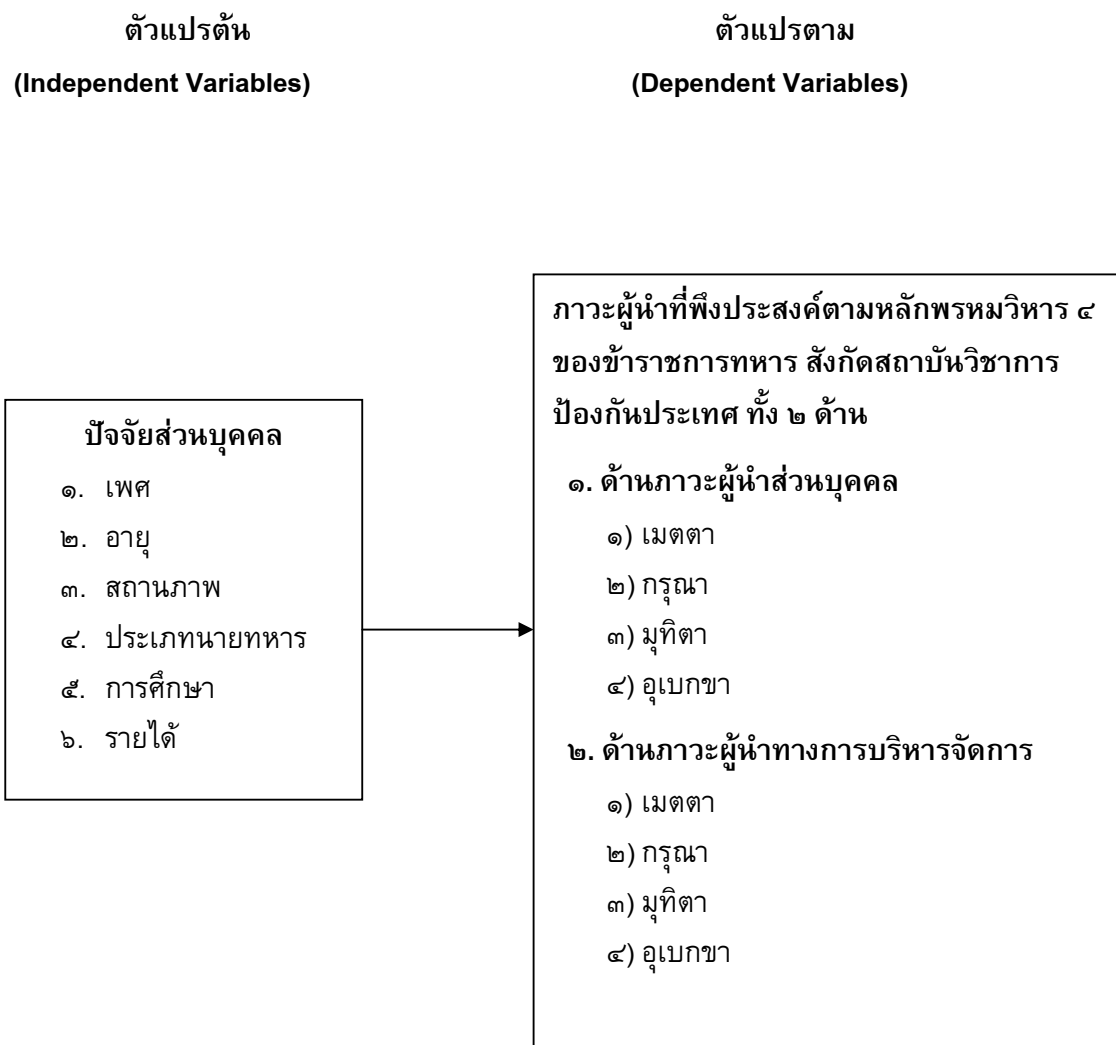 ตัวแปรต้น
(Independent Variables)
ตัวแปรตาม
(Dependent Variables)
ปัจจัยส่วนบุคคล
๑. เพศ
๒. อายุ
๓. สถานภาพ
๔. ประเภทนายทหาร
๕. การศึกษา
๖. รายได้
ภาวะผู้นำที่พึงประสงค์ตามหลักพรหมวิหาร ๔
ของข้าราชการทหาร สังกัดสถาบันวิชาการ
ป้องกันประเทศ ทั้ง ๒ ด้าน
๑. ด้านภาวะผู้นำส่วนบุคคล
๑) เมตตา
๒) กรุณา
๓) มุทิตา
๔) อุเบกขา
๒. ด้านภาวะผู้นำทางการบริหารจัดการ
๑) เมตตา
๒) กรุณา
๓) มุทิตา
๔) อุเบกขา